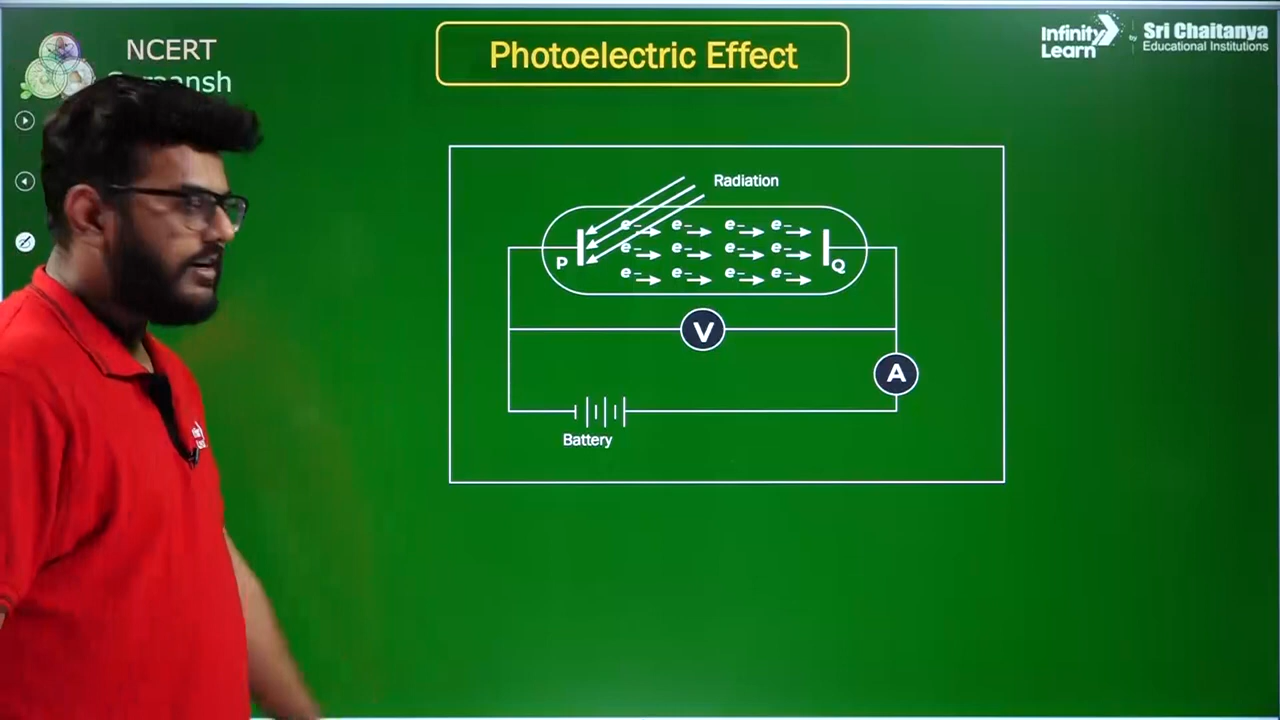 NCERT
Photoelectric Effect
Infinity Learn
by
Sri Chaitanya
Educational Institutions
Radiation
e- e- e- e-
e- e- e- e-
P
Q
e- e- e- e-
V
A
Battery